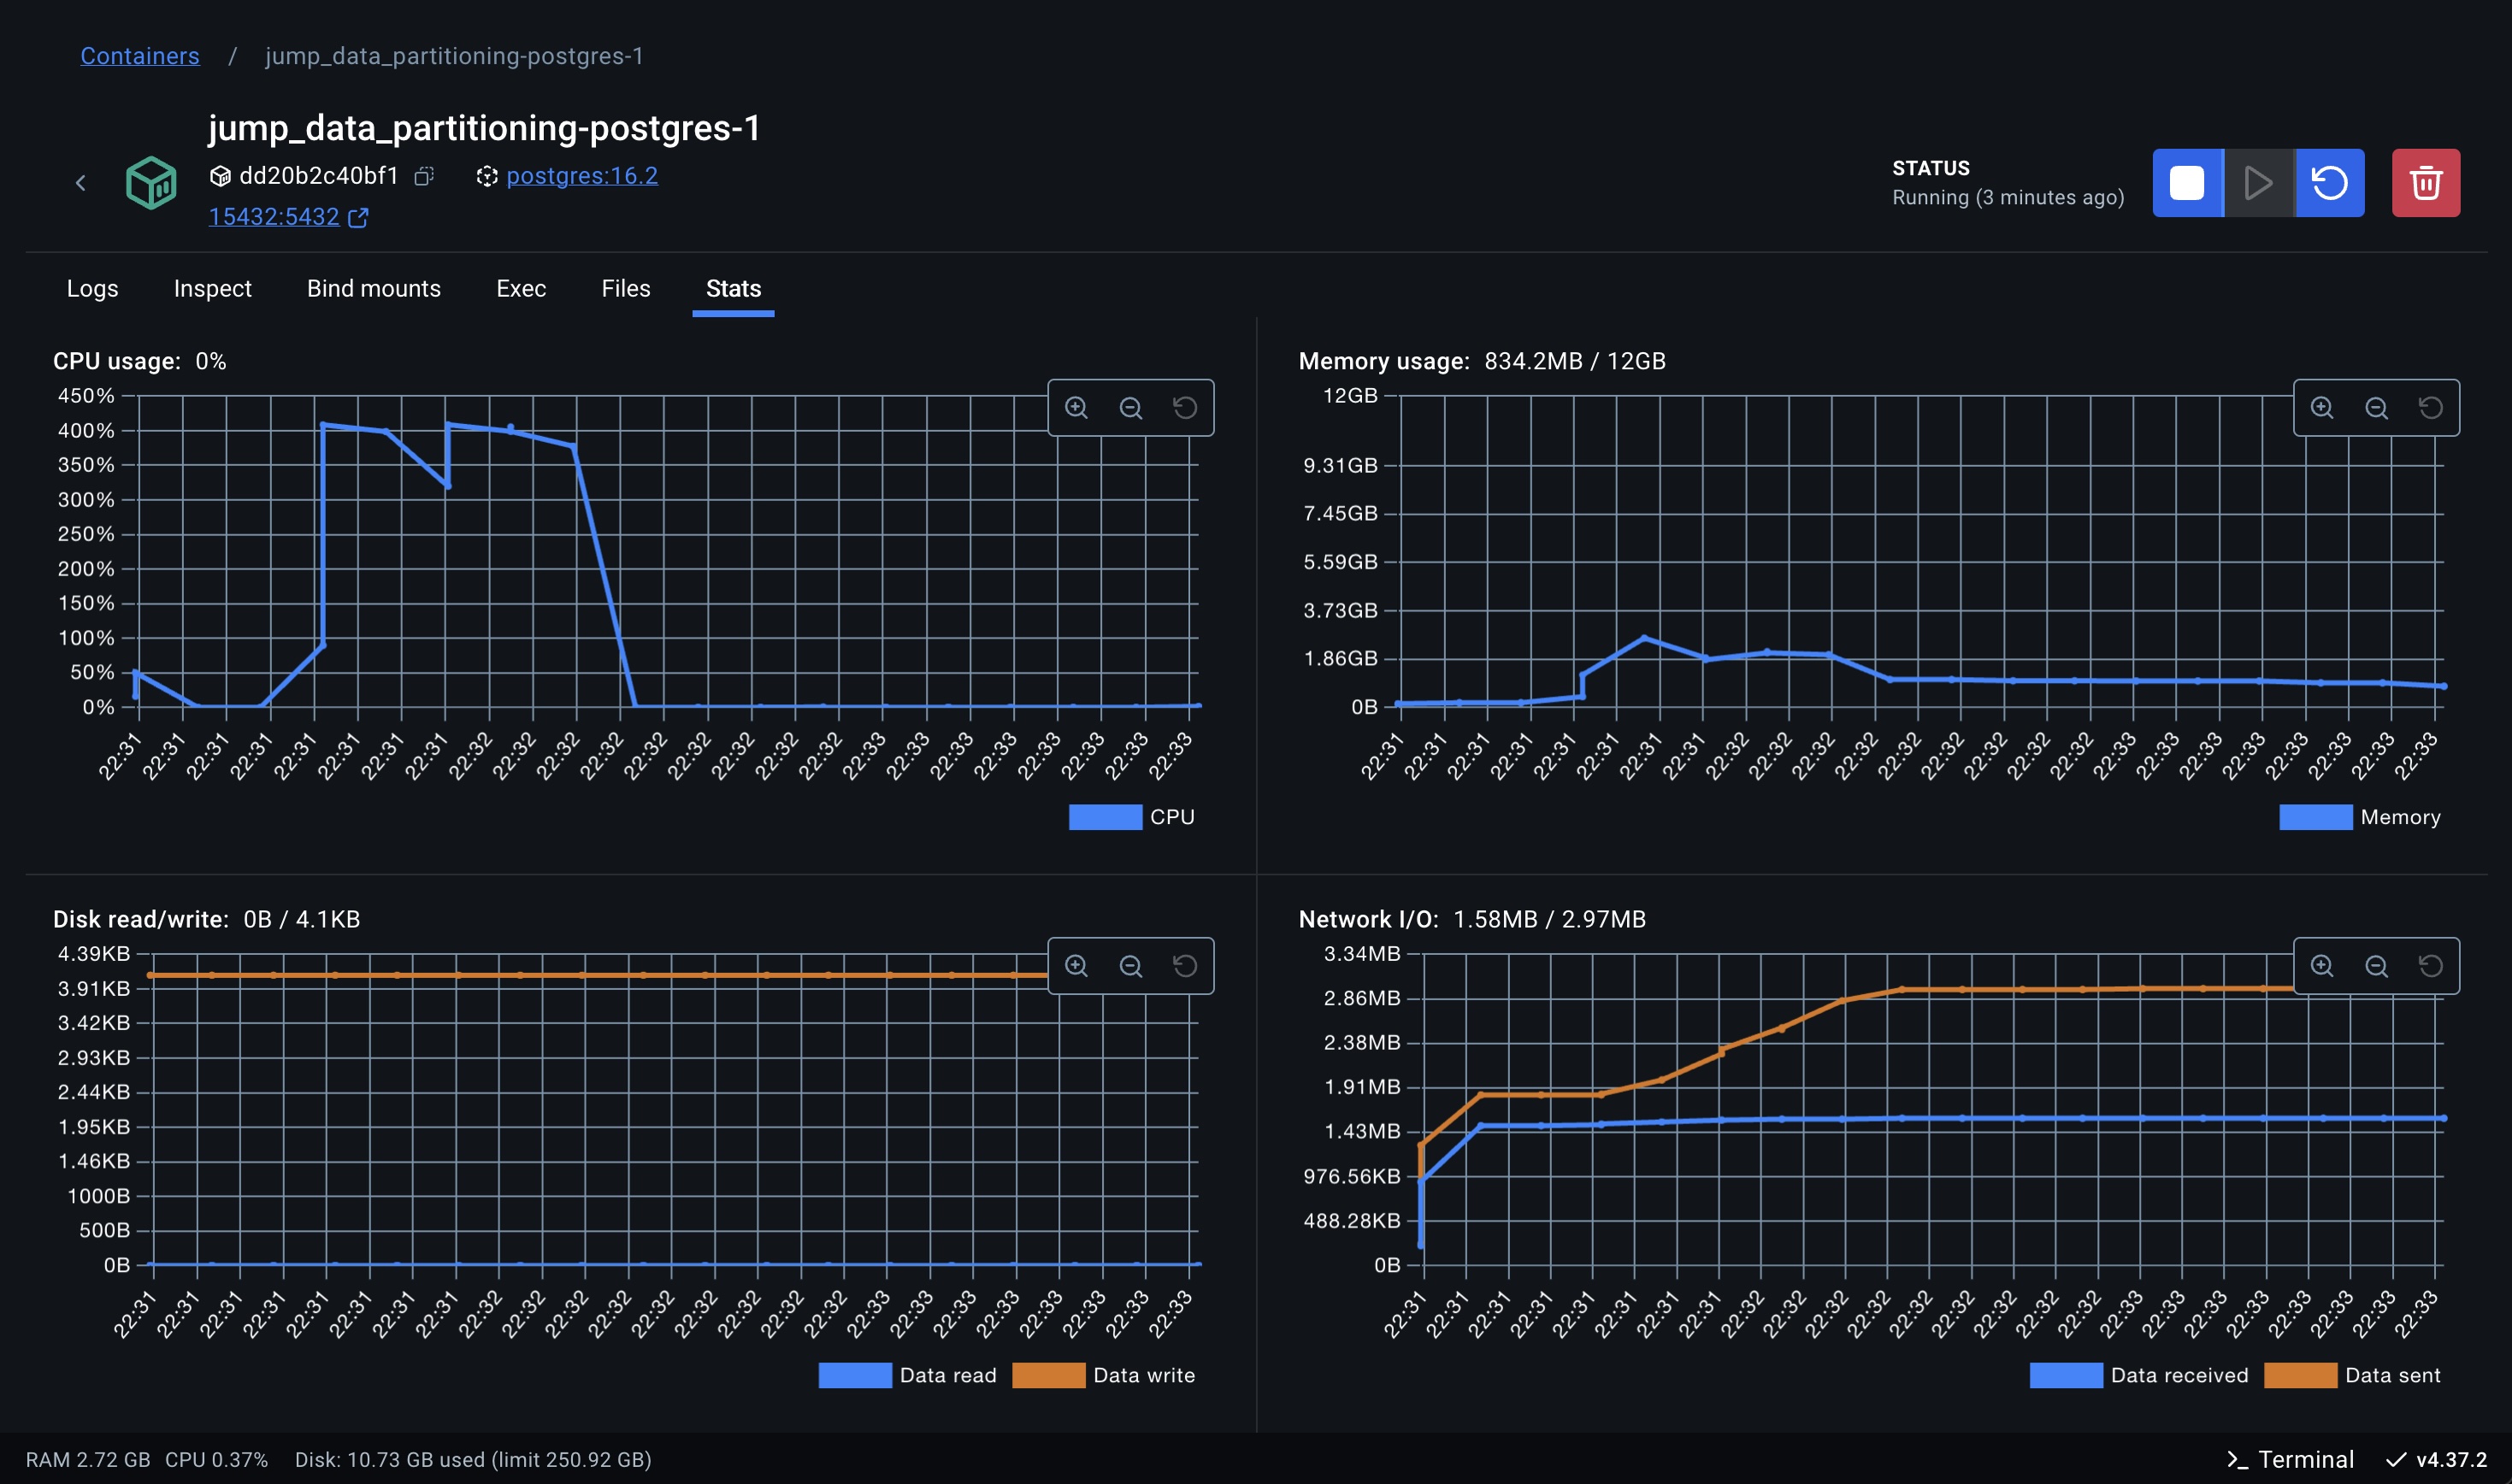 Containers / jump_data_partitioning-postgres-1
jump_data_partitioning-postgres-1
dd20b2c40bf1 postgres:16.2
15432:5432
STATUS
Running (3 minutes ago)
Logs Inspect Bind mounts Exec Files Stats
CPU usage: 0%
450%
400%
350%
300%
250%
200%
150%
100%
50%
0%
22:31 22:31 22:31 22:31 22:31 22:31 22:31 22:31 22:32 22:32 22:32 22:32 22:32 22:32 22:32 22:32 22:32 22:33 22:33 22:33 22:33 22:33 22:33 22:33 22:33
CPU
Memory usage: 834.2MB / 12GB
12GB
9.31GB
7.45GB
5.59GB
3.73GB
1.86GB
0B
22:31 22:31 22:31 22:31 22:31 22:31 22:31 22:31 22:32 22:32 22:32 22:32 22:32 22:32 22:32 22:32 22:32 22:33 22:33 22:33 22:33 22:33 22:33 22:33 22:33
Memory
Disk read/write: 0B / 4.1KB
4.39KB
3.91KB
3.42KB
2.93KB
2.44KB
1.95KB
1.46KB
1000B
500B
0B
22:31 22:31 22:31 22:31 22:31 22:31 22:31 22:31 22:32 22:32 22:32 22:32 22:32 22:32 22:32 22:32 22:32 22:33 22:33 22:33 22:33 22:33 22:33 22:33 22:33
Data read Data write
Network I/O: 1.58MB / 2.97MB
3.34MB
2.86MB
2.38MB
1.91MB
1.43MB
976.56KB
488.28KB
0B
22:31 22:31 22:31 22:31 22:31 22:31 22:31 22:31 22:32 22:32 22:32 22:32 22:32 22:32 22:32 22:32 22:32 22:33 22:33 22:33 22:33 22:33 22:33 22:33 22:33
Data received Data sent
RAM 2.72 GB CPU 0.37% Disk: 10.73 GB used (limit 250.92 GB)
Terminal v4.37.2